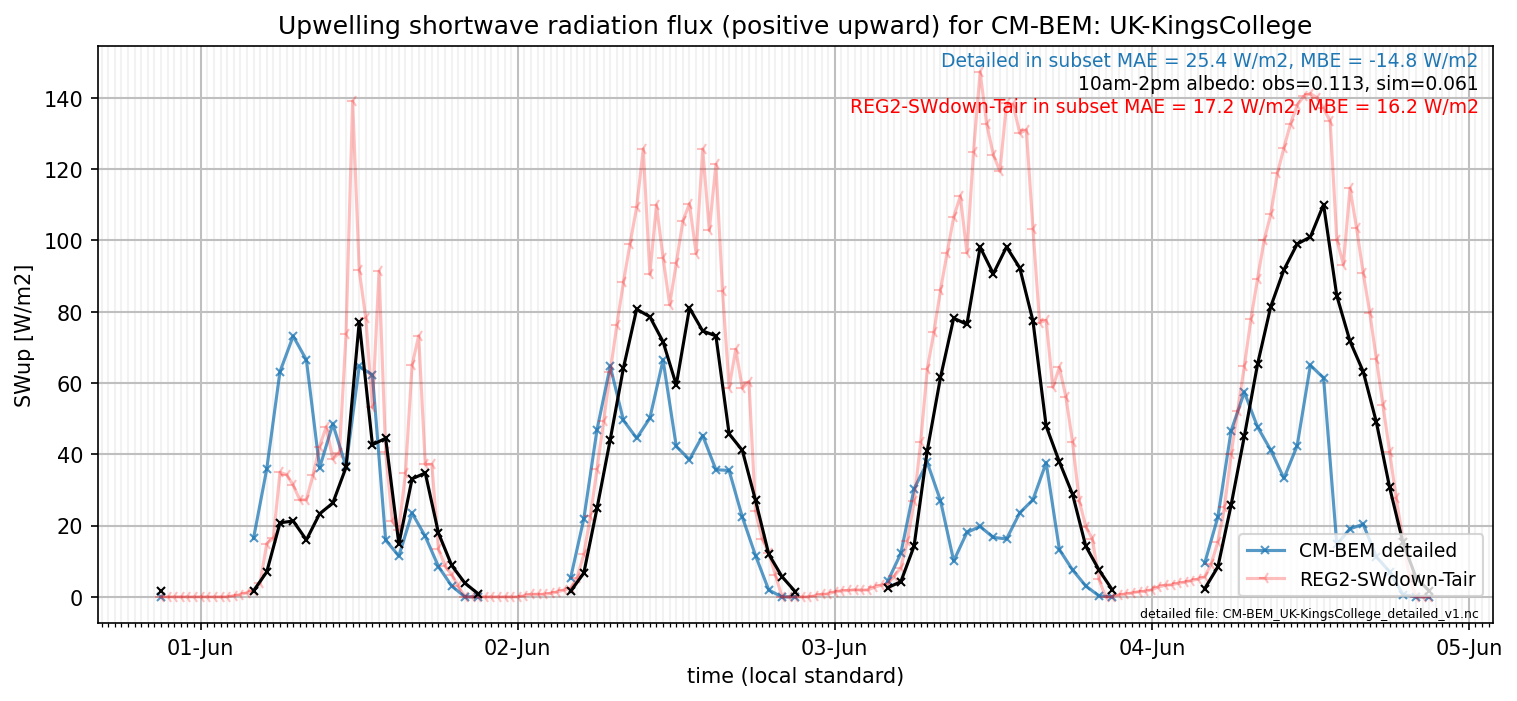 Upwelling shortwave radiation flux (positive upward) for CM-BEM: UK-KingsCollege
Detailed in subset MAE = 25.4 W/m2, MBE = -14.8 W/m2
10am-2pm albedo: obs=0.113, sim=0.061
REG2-SWdown-Tair in subset MAE = 17.2 W/m2, MBE = 16.2 W/m2
SWup [W/m2]
140
120
100
80
60
40
20
0
CM-BEM detailed
REG2-SWdown-Tair
detailed file: CM-BEM_UK-KingsCollege_detailed_v1.nc
01-Jun 02-Jun 03-Jun 04-Jun 05-Jun
time (local standard)